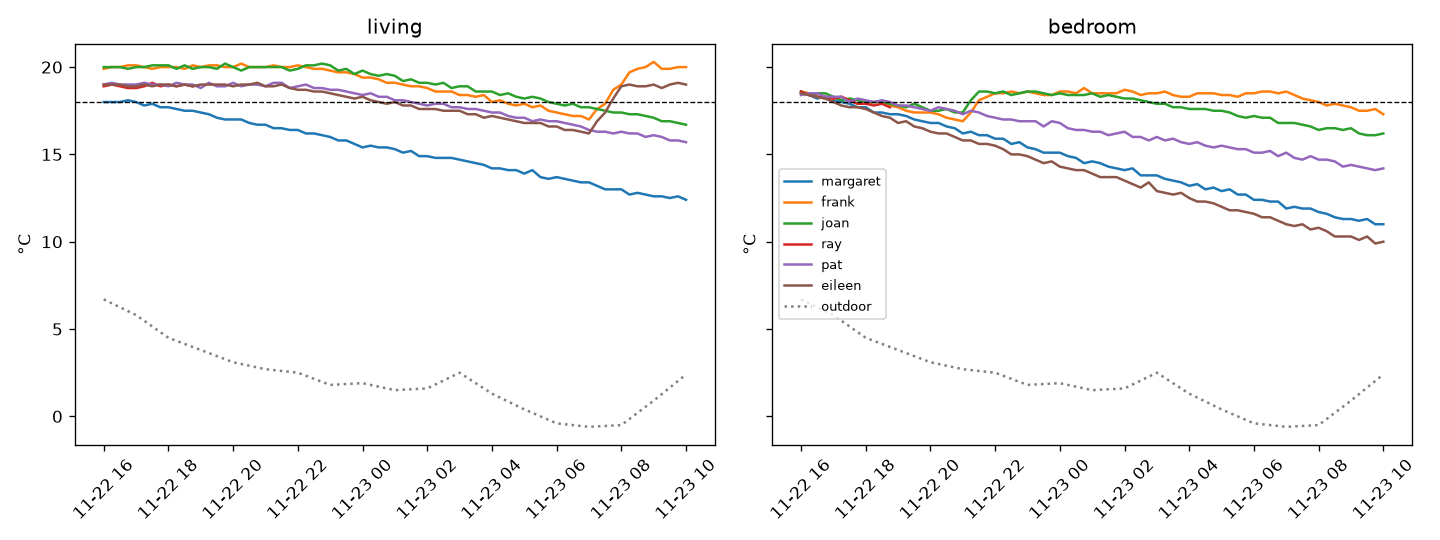 living
°C
20
15
10
5
0
11-22 16
11-22 18
11-22 20
11-22 22
11-23 00
11-23 02
11-23 04
11-23 06
11-23 08
11-23 10
bedroom
°C
margaret
frank
joan
ray
pat
eileen
outdoor
11-22 16
11-22 18
11-22 20
11-22 22
11-23 00
11-23 02
11-23 04
11-23 06
11-23 08
11-23 10